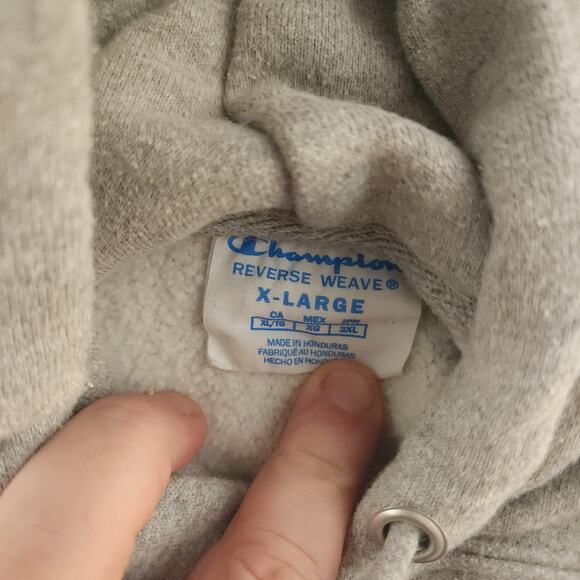 Champion
REVERSE WEAVE®
X-LARGE
CA MEX JPN
XL/TG XG 3XL
MADE IN HONDURAS
FABRIQUÉ AU HONDURAS
HECHO EN